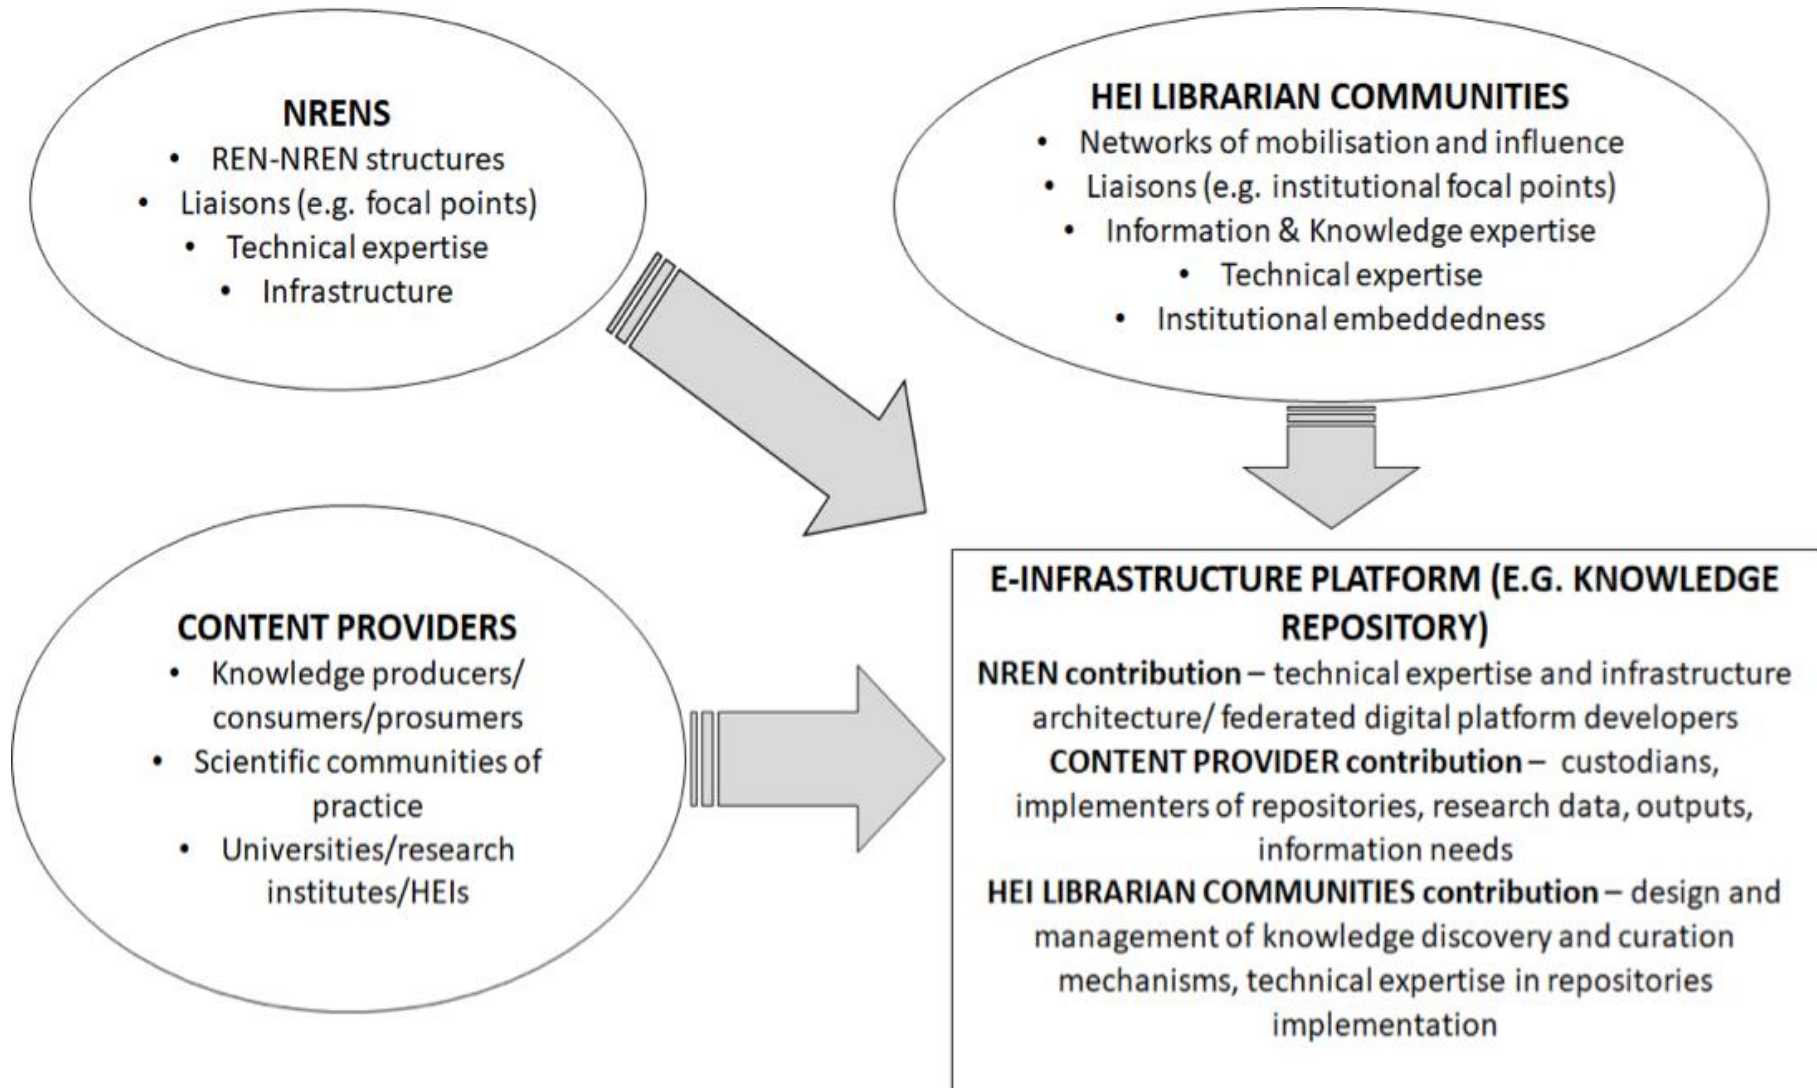 NRENS
• REN-NREN structures
• Liaisons (e.g. focal points)
• Technical expertise
• Infrastructure
HEI LIBRARIAN COMMUNITIES
• Networks of mobilisation and influence
• Liaisons (e.g. institutional focal points)
• Information & Knowledge expertise
• Technical expertise
• Institutional embeddedness
CONTENT PROVIDERS
• Knowledge producers/
consumers/prosumers
• Scientific communities of
practice
• Universities/research
institutes/HEIs
E-INFRASTRUCTURE PLATFORM (E.G. KNOWLEDGE
REPOSITORY)
NREN contribution – technical expertise and infrastructure
architecture/ federated digital platform developers
CONTENT PROVIDER contribution – custodians,
implementers of repositories, research data, outputs,
information needs
HEI LIBRARIAN COMMUNITIES contribution – design and
management of knowledge discovery and curation
mechanisms, technical expertise in repositories
implementation